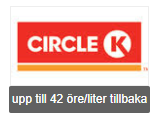 CIRCLE K
upp till 42 öre/liter tillbaka